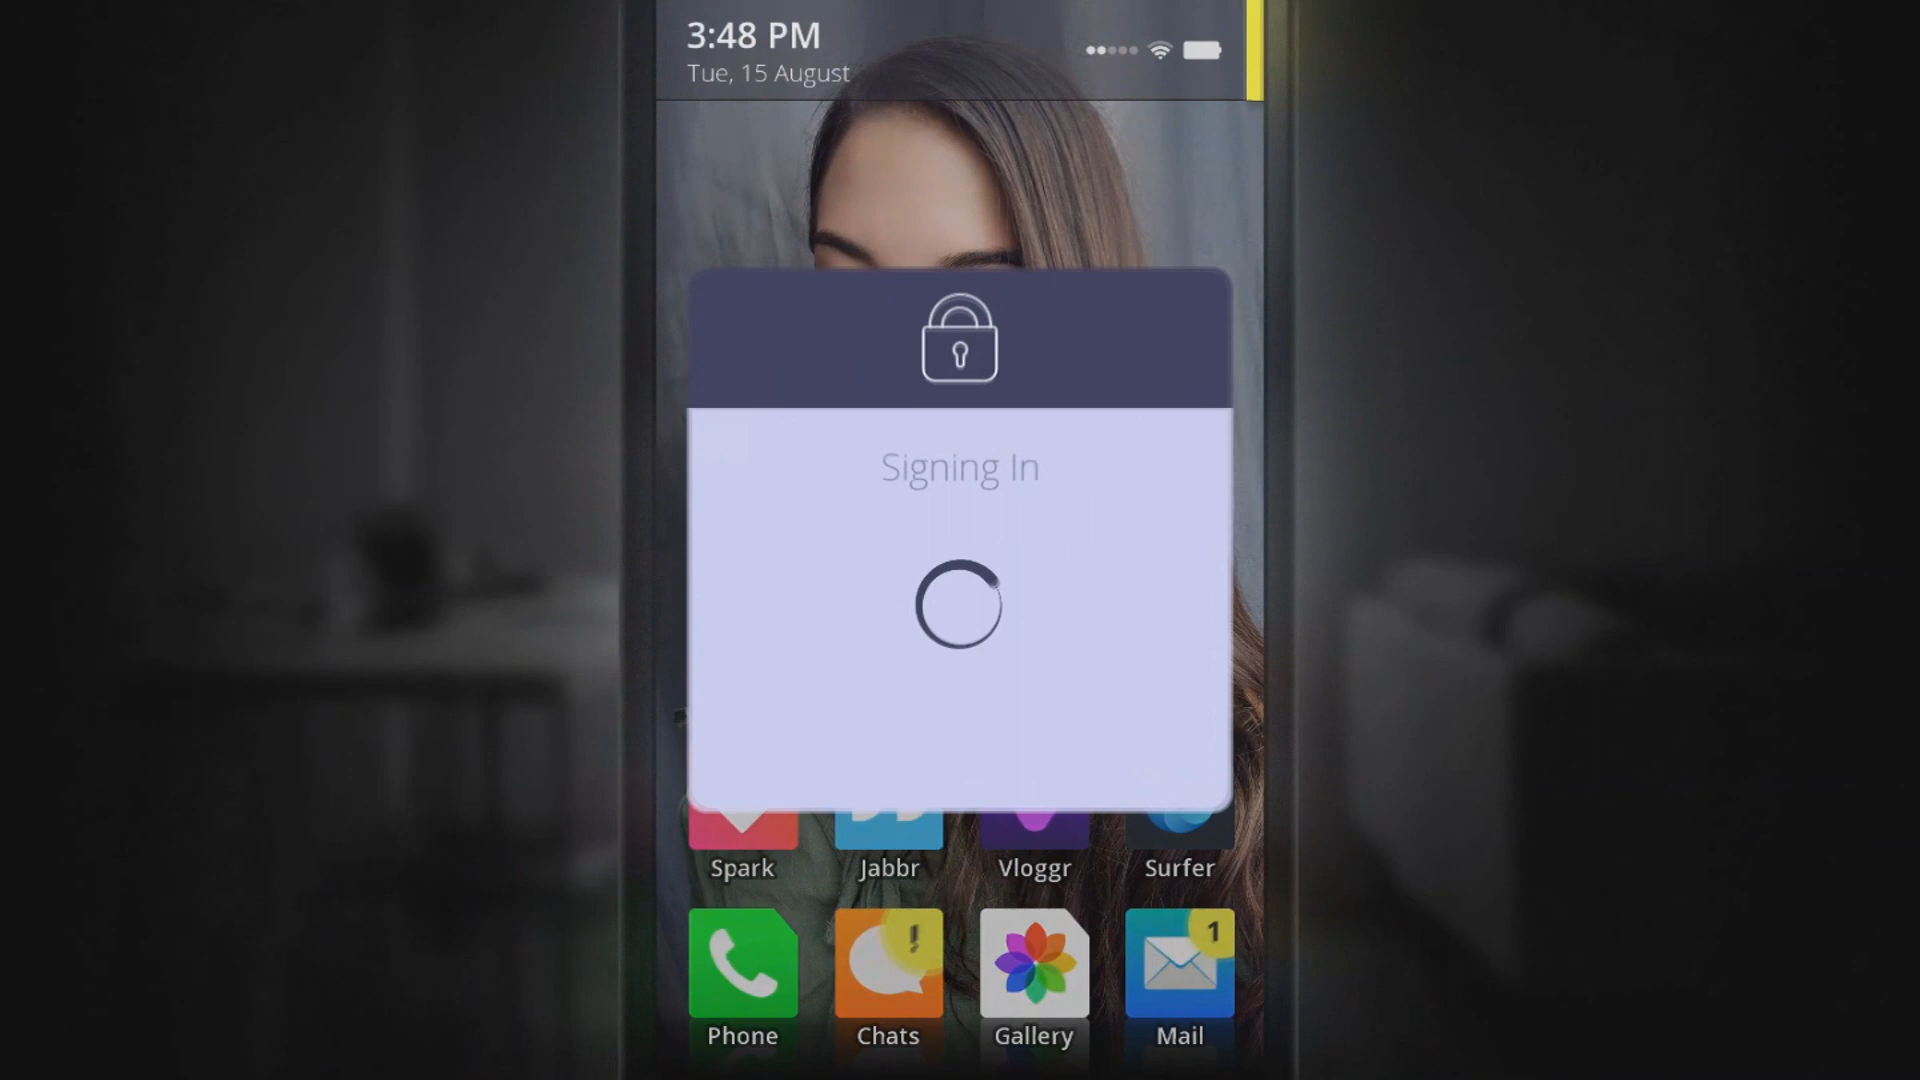 3:48 PM
Tue, 15 August
Signing In
Spark
Jabbr
Vloggr
Surfer
!
1
Phone
Chats
Gallery
Mail